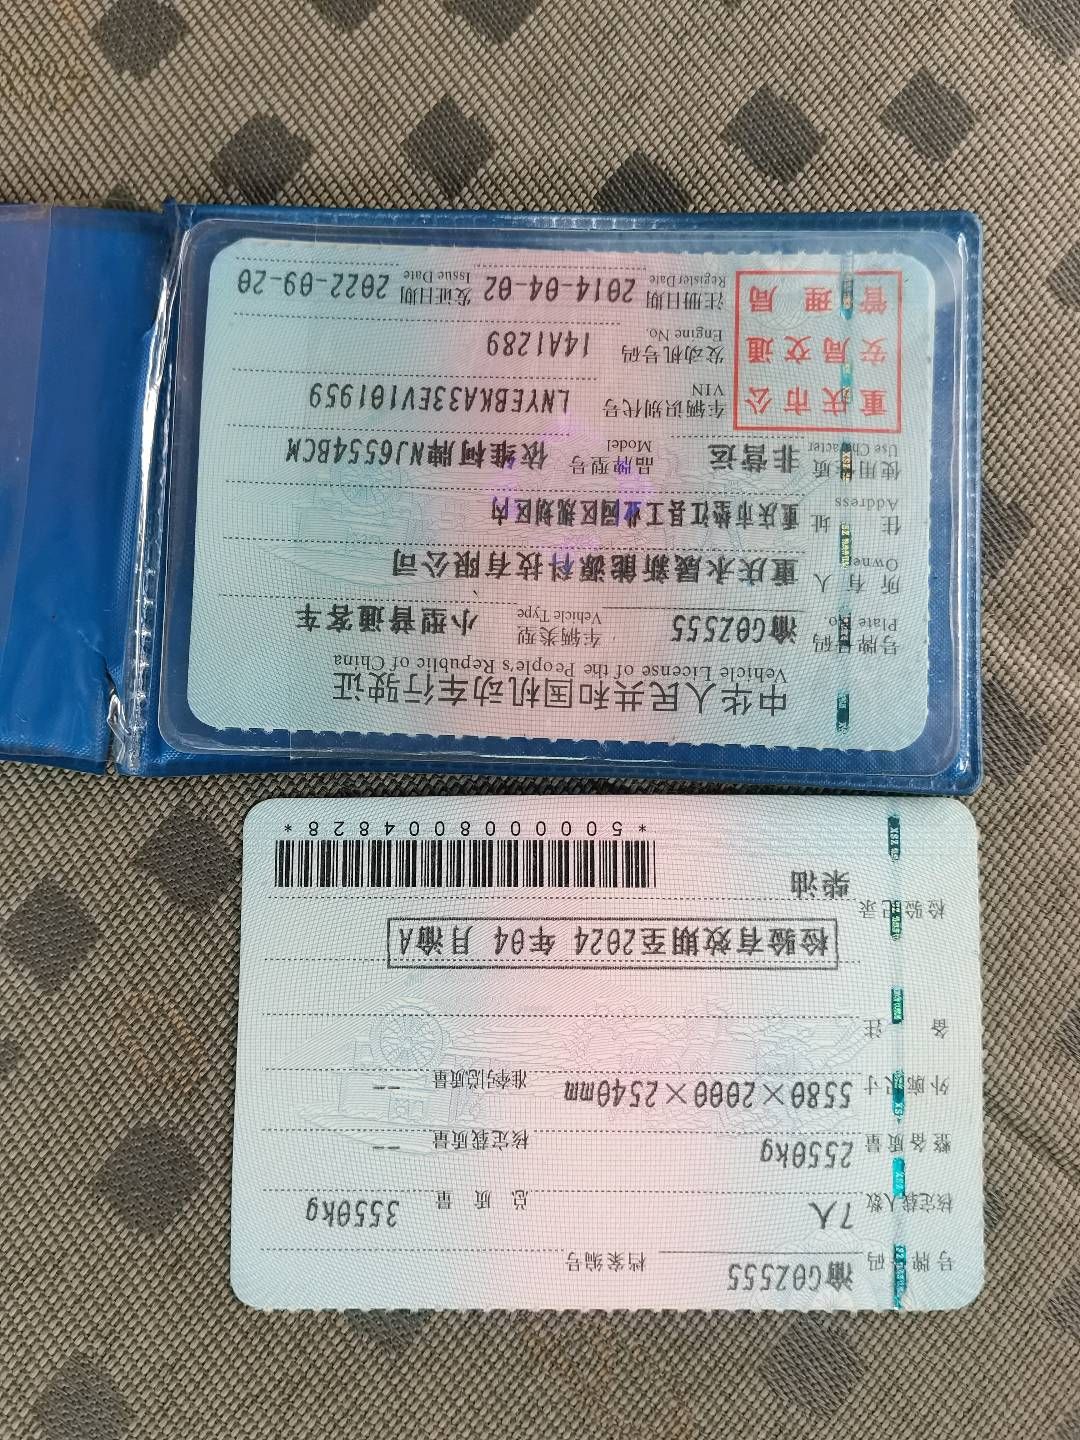 中华人民共和国机动车行驶证
Vehicle License of the People's Republic of China
号牌号码 渝G0Z555 车辆类型 小型普通客车
Plate No. Vehicle Type
所有人 重庆永晟新能源科技有限公司
Owner
住址 重庆市垫江县工业园区规划区内
Address
使用性质 非营运 品牌型号 依维柯牌NJ6554BCM
Use Character Model
重庆市公
安局交通
管理局
车辆识别代号 LNYEBKA33EV101959
VIN
发动机号码 14A1289
Engine No.
注册日期 2014-04-02 发证日期 2022-09-20
Register Date Issue Date
号牌号码 渝G0Z555 档案编号
核定载人数 7人 总质量 3550kg
整备质量 2550kg 核定载质量 --
外廓尺寸 5580×2000×2540mm 准牵总质量 --
备注
检验有效期至2024年04月渝A
检验记录
柴油
*5000008004828*